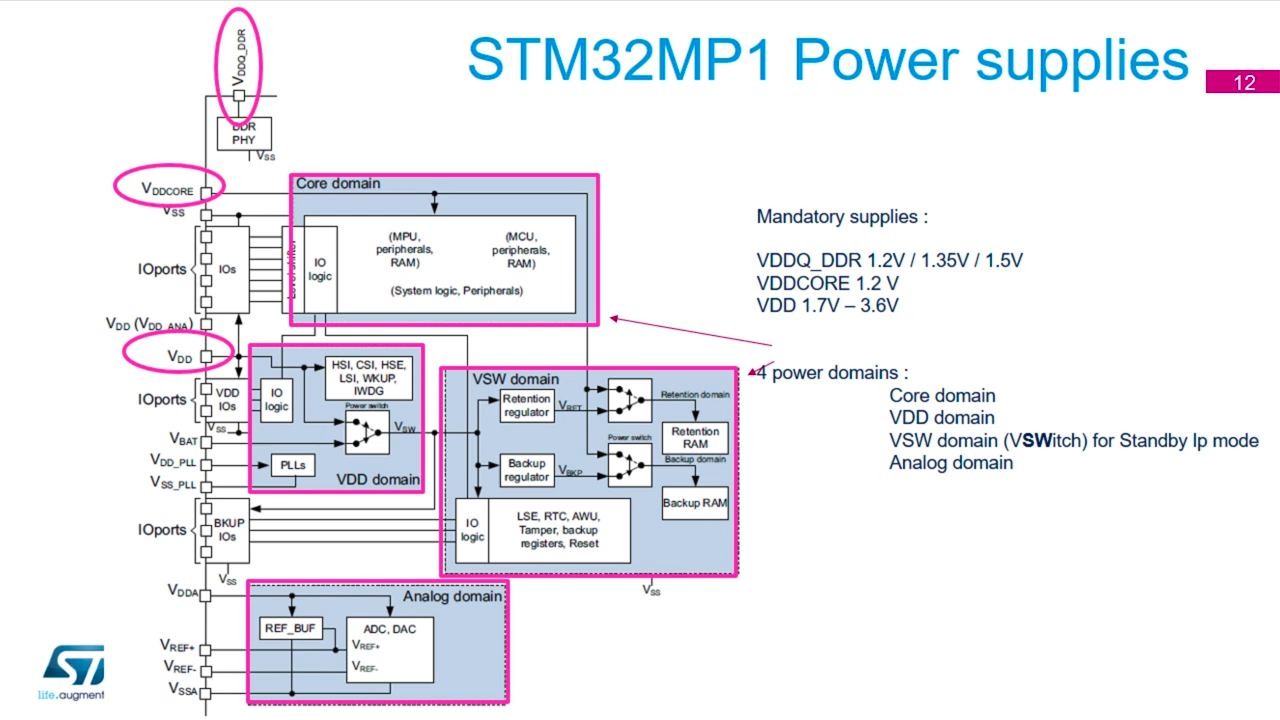 STM32MP1 Power supplies
12
VDDQ_DDR
DDR
PHY
VSS
VDDCORE
VSS
IOports
IOs
Level shifter
IO
logic
Core domain
(MPU,
peripherals,
RAM)
(MCU,
peripherals,
RAM)
(System logic, Peripherals)
VDD (VDD_ANA)
VDD
IOports
VDD
IOs
VSS
IO
logic
HSI, CSI, HSE,
LSI, WKUP,
IWDG
Power switch
VSW
VBAT
VDD_PLL
VSS_PLL
PLLs
VDD domain
VSW domain
Retention
regulator
VRET
Retention domain
Retention
RAM
Power switch
Backup
regulator
VBKP
Backup domain
Backup RAM
IOports
BKUP
IOs
VSS
IO
logic
LSE, RTC, AWU,
Tamper, backup
registers, Reset
VSS
VDDA
Analog domain
REF_BUF
ADC, DAC
VREF+
VREF-
VREF+
VREF-
VSSA
Mandatory supplies :
VDDQ_DDR 1.2V / 1.35V / 1.5V
VDDCORE 1.2 V
VDD 1.7V – 3.6V
4 power domains :
Core domain
VDD domain
VSW domain (VSWitch) for Standby lp mode
Analog domain
ST
life.augment